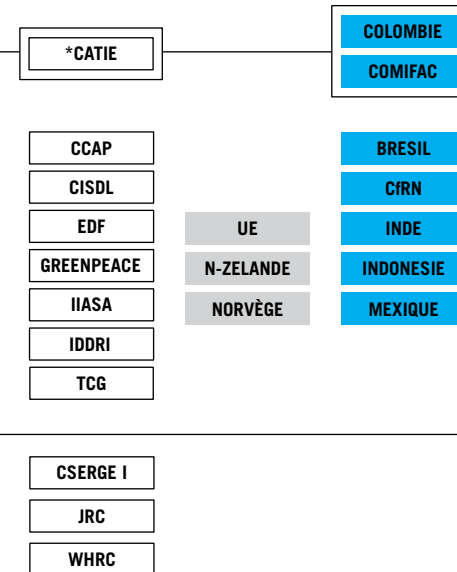 *CATIE
COLOMBIE
COMIFAC
CCAP
BRESIL
CISDL
CfRN
EDF
UE
INDE
GREENPEACE
N-ZELANDE
INDONESIE
IIASA
NORVÈGE
MEXIQUE
IDDRI
TCG
CSERGE I
JRC
WHRC